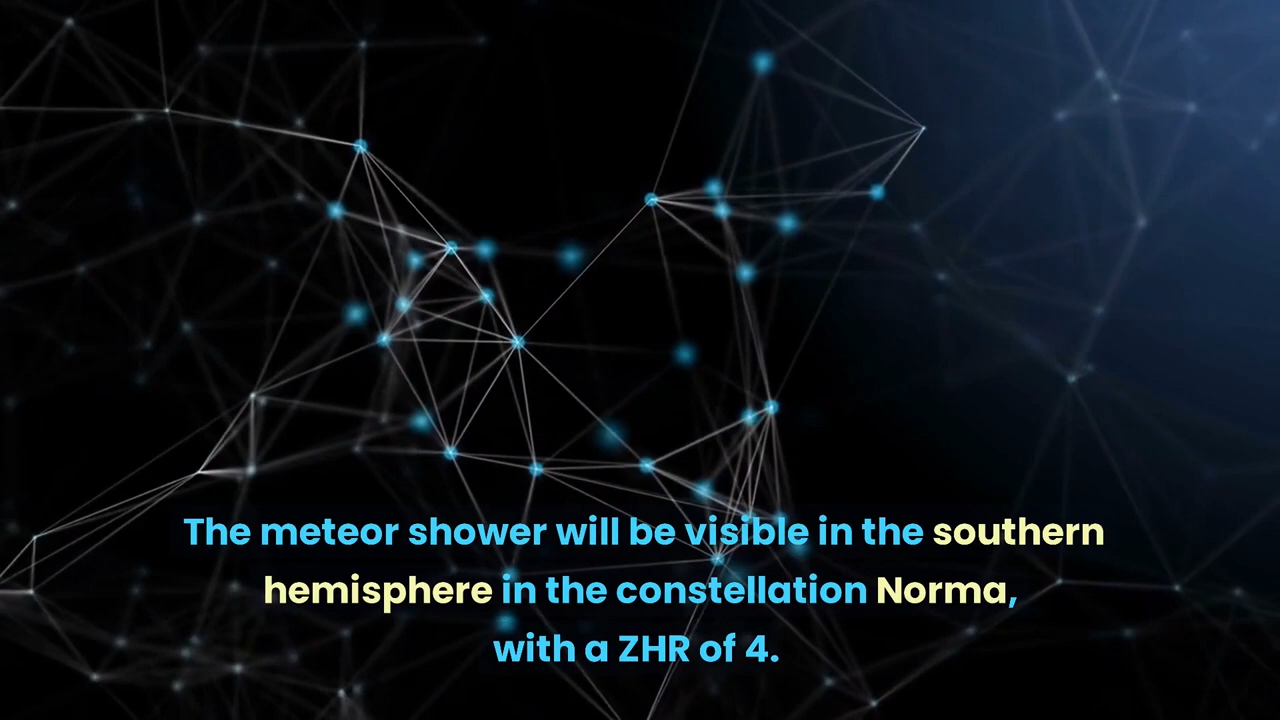 The meteor shower will be visible in the southern
hemisphere in the constellation Norma,
with a ZHR of 4.